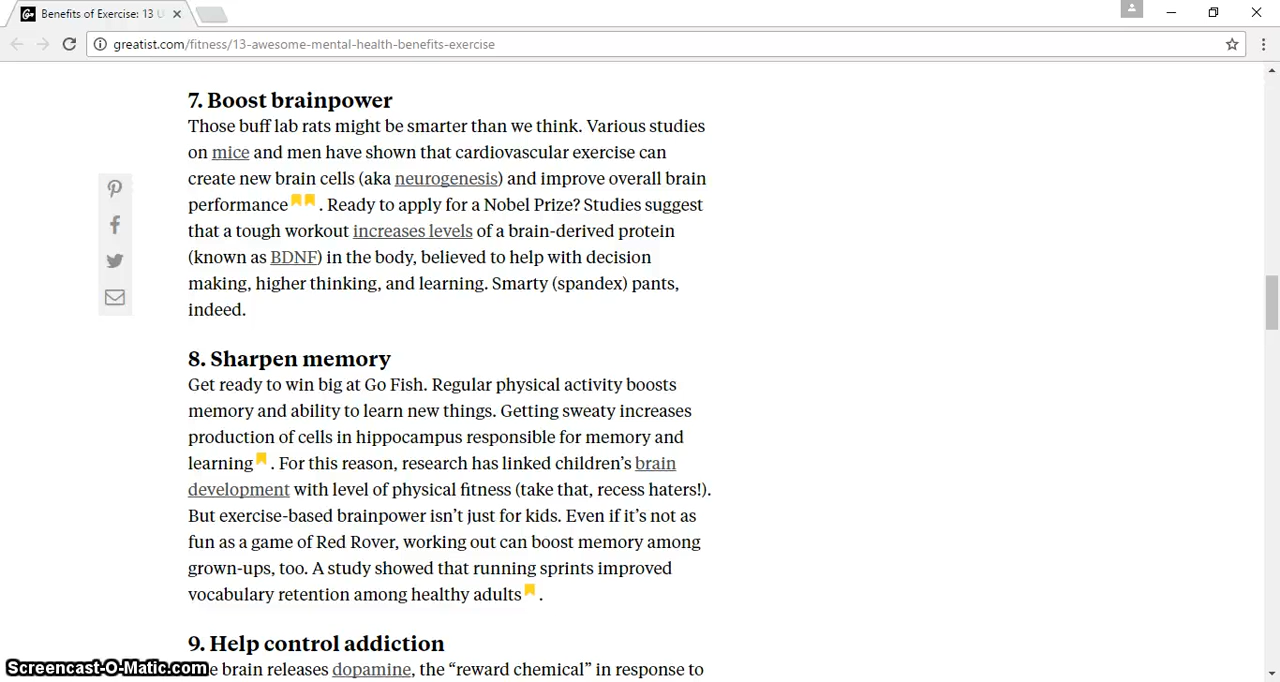 Benefits of Exercise: 13 U
greatist.com/fitness/13-awesome-mental-health-benefits-exercise
7. Boost brainpower
Those buff lab rats might be smarter than we think. Various studies
on mice and men have shown that cardiovascular exercise can
create new brain cells (aka neurogenesis) and improve overall brain
performance. Ready to apply for a Nobel Prize? Studies suggest
that a tough workout increases levels of a brain-derived protein
(known as BDNF) in the body, believed to help with decision
making, higher thinking, and learning. Smarty (spandex) pants,
indeed.
8. Sharpen memory
Get ready to win big at Go Fish. Regular physical activity boosts
memory and ability to learn new things. Getting sweaty increases
production of cells in hippocampus responsible for memory and
learning. For this reason, research has linked children’s brain
development with level of physical fitness (take that, recess haters!).
But exercise-based brainpower isn’t just for kids. Even if it’s not as
fun as a game of Red Rover, working out can boost memory among
grown-ups, too. A study showed that running sprints improved
vocabulary retention among healthy adults.
9. Help control addiction
e brain releases dopamine, the “reward chemical” in response to
Screencast-O-Matic.com